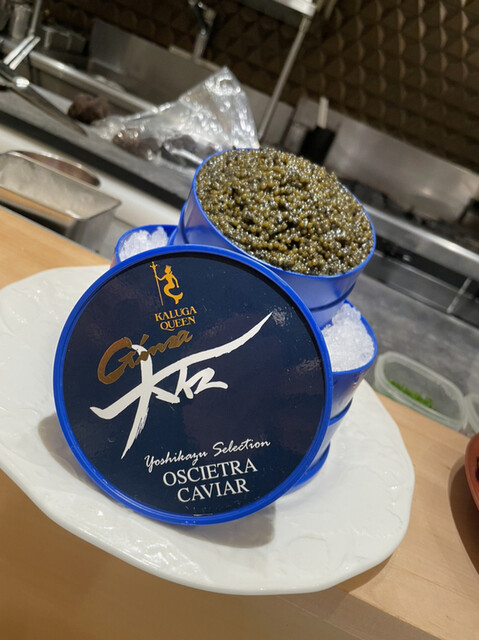 KALUGA
QUEEN
Ginza
大石
Yoshikazu Selection
OSCIETRA
CAVIAR